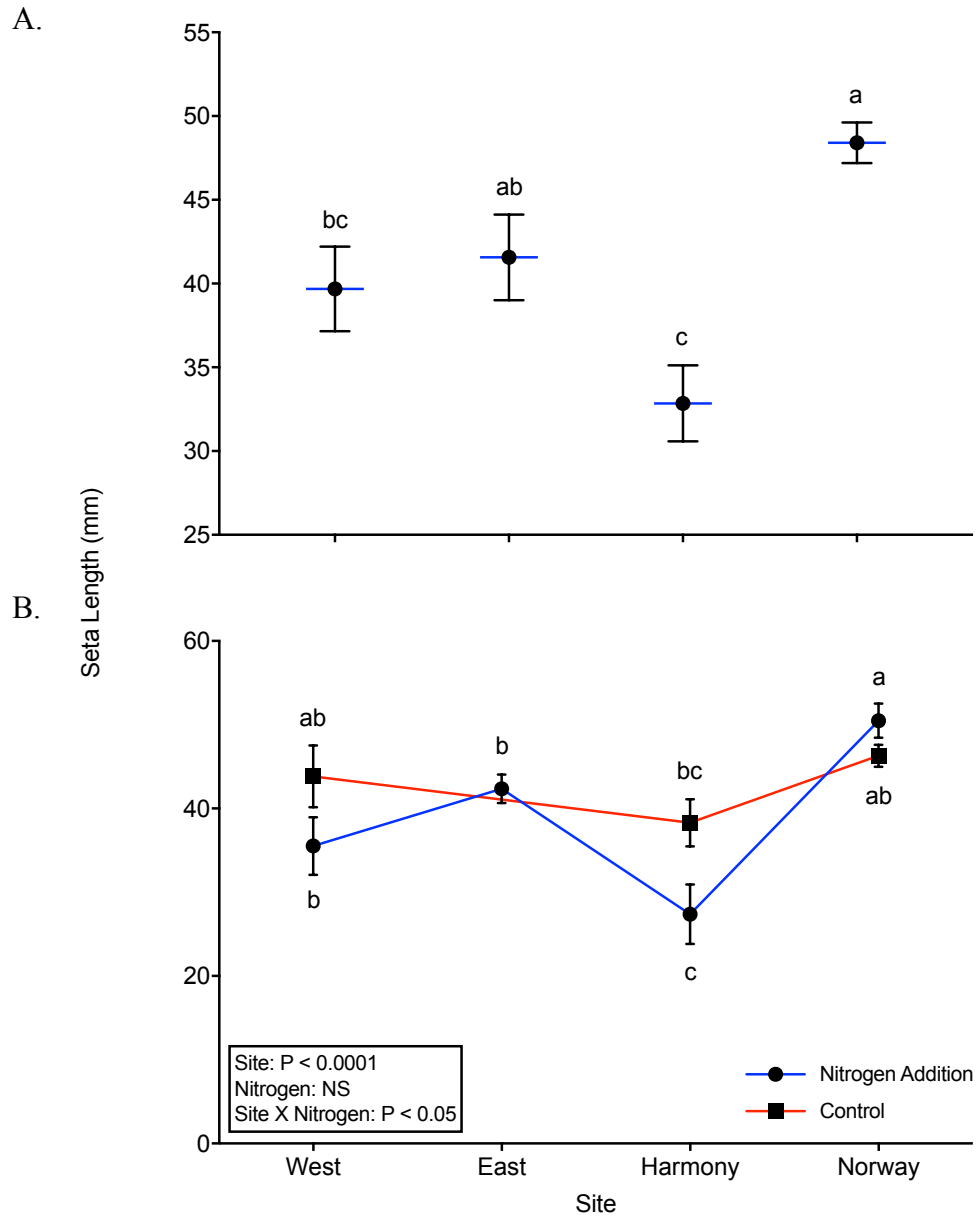 A.
55
50
45
40
35
30
25
a
ab
bc
c
Seta Length (mm)
B.
60
40
20
0
a
ab
b
bc
ab
b
c
Site: P < 0.0001
Nitrogen: NS
Site X Nitrogen: P < 0.05
Nitrogen Addition
Control
West East Harmony Norway
Site